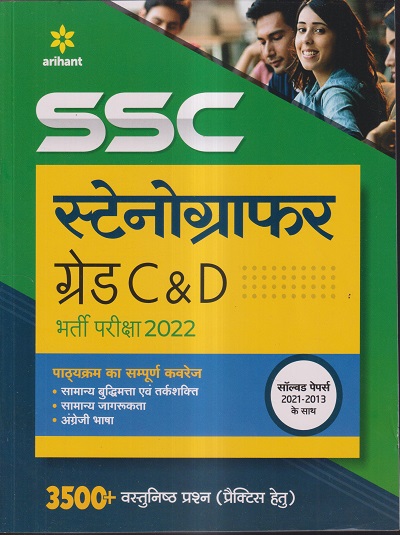 arihant
SSC
स्टेनोग्राफर
ग्रेड C & D
भर्ती परीक्षा 2022
पाठ्यक्रम का सम्पूर्ण कवरेज
• सामान्य बुद्धिमत्ता एवं तर्कशक्ति
• सामान्य जागरूकता
• अंग्रेजी भाषा
सॉल्वड पेपर्स
2021-2013
के साथ
3500+ वस्तुनिष्ठ प्रश्न (प्रैक्टिस हेतु)